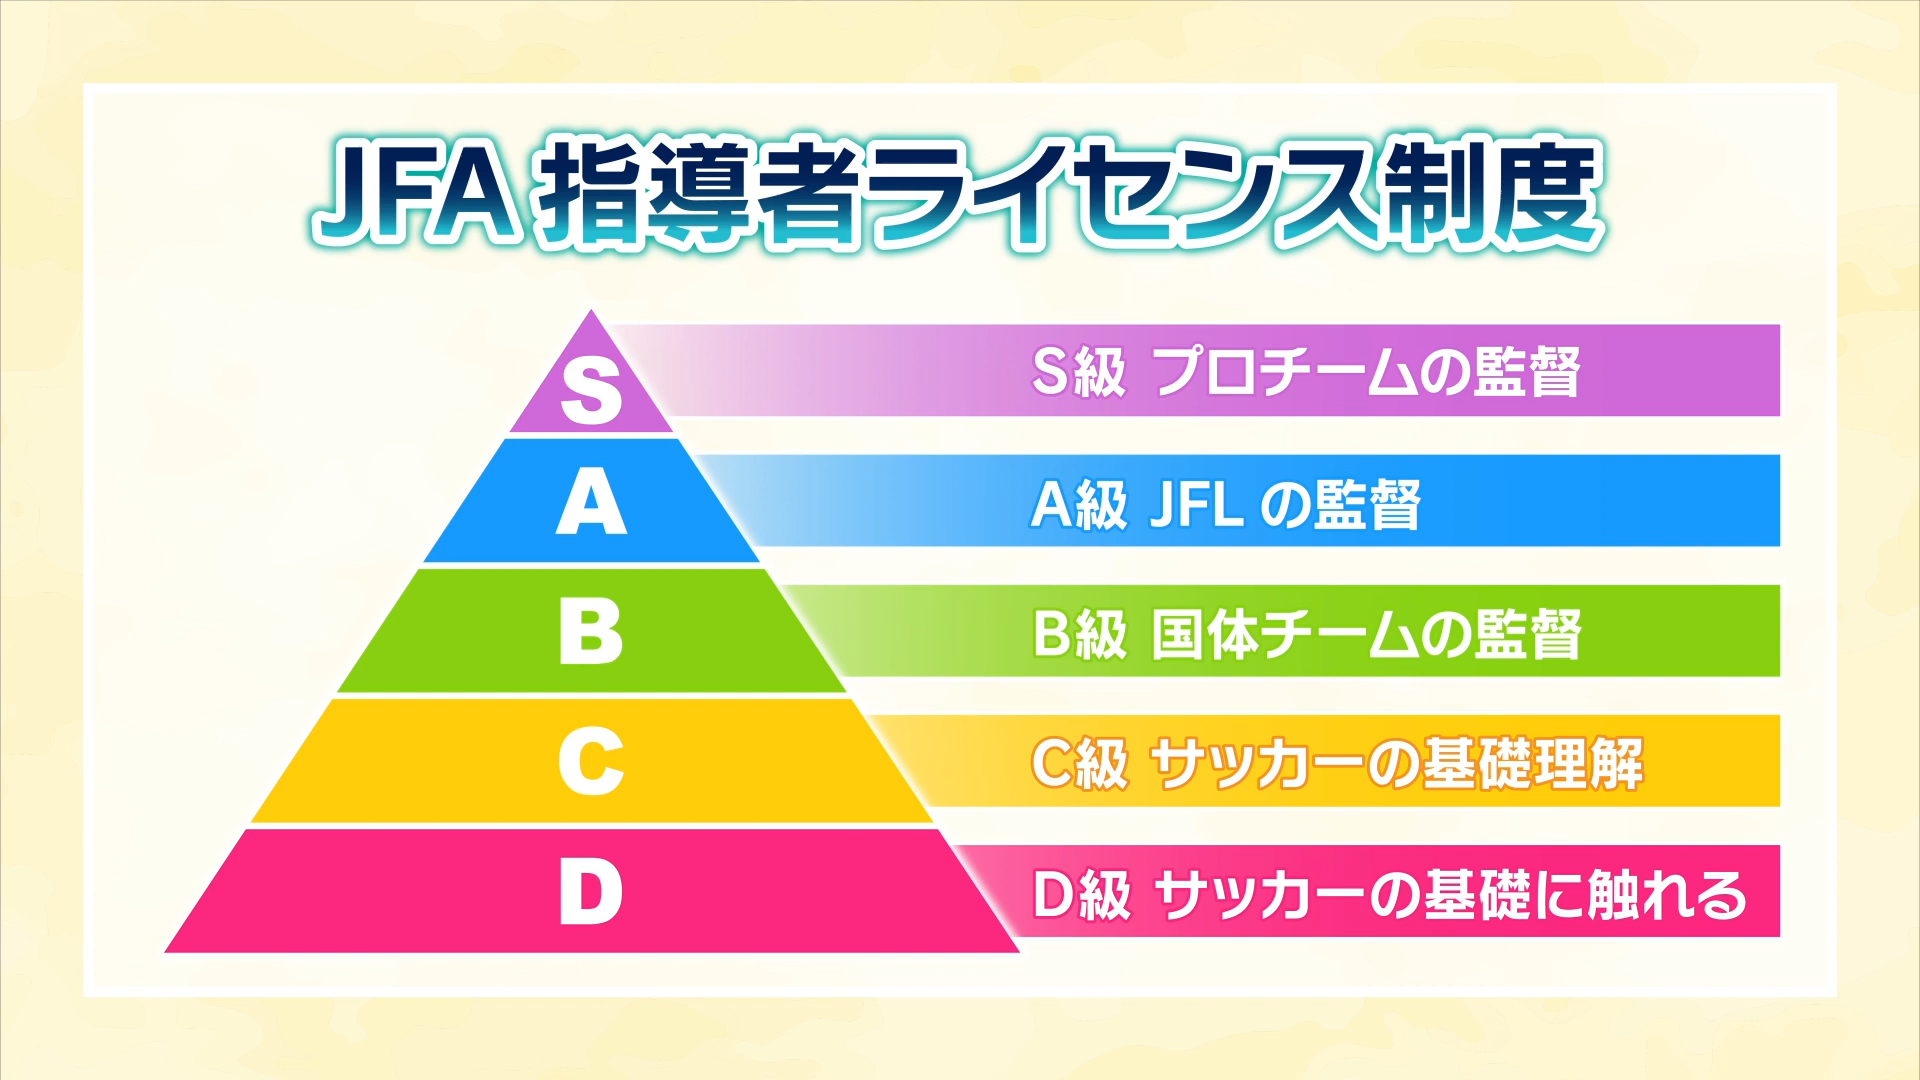 JFA 指導者ライセンス制度
S
S級 プロチームの監督
A
A級 JFL の監督
B
B級 国体チームの監督
C
C級 サッカーの基礎理解
D
D級 サッカーの基礎に触れる